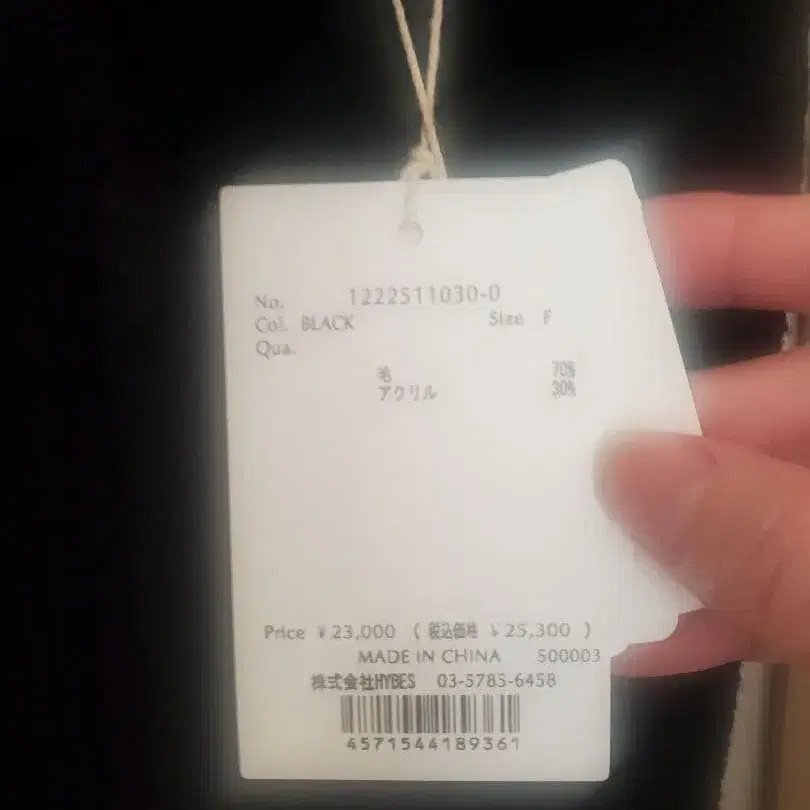 No. 1222511030-0
Col. BLACK Size F
Qua.
毛 70%
アクリル 30%
Price ¥23,000 ( 税込価格 ¥25,300 )
MADE IN CHINA 500003
株式会社HYBES 03-5785-6458
4571544189361